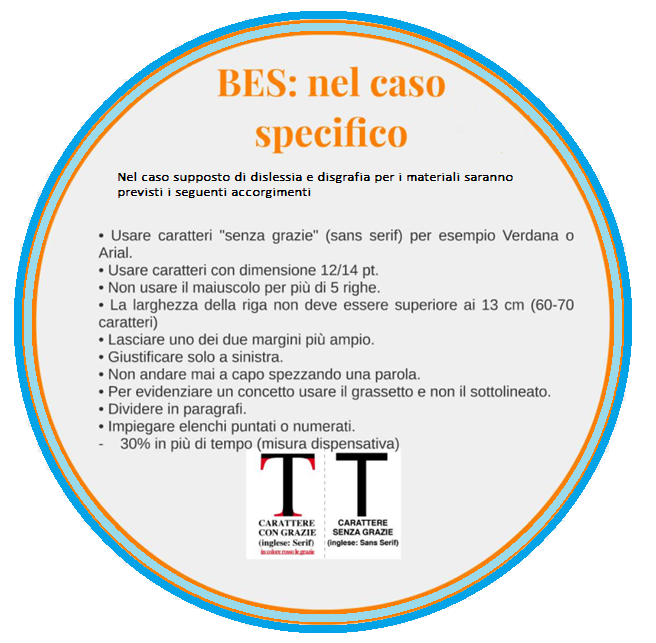 BES: nel caso
specifico
Nel caso supposto di dislessia e disgrafia per i materiali saranno
previsti i seguenti accorgimenti
• Usare caratteri "senza grazie" (sans serif) per esempio Verdana o
Arial.
• Usare caratteri con dimensione 12/14 pt.
• Non usare il maiuscolo per più di 5 righe.
• La larghezza della riga non deve essere superiore ai 13 cm (60-70
caratteri)
• Lasciare uno dei due margini più ampio.
• Giustificare solo a sinistra.
• Non andare mai a capo spezzando una parola.
• Per evidenziare un concetto usare il grassetto e non il sottolineato.
• Dividere in paragrafi.
• Impiegare elenchi puntati o numerati.
- 30% in più di tempo (misura dispensativa)
T
CARATTERE
CON GRAZIE
(inglese: Serif)
in colore rosso le grazie
T
CARATTERE
SENZA GRAZIE
(inglese: Sans Serif)